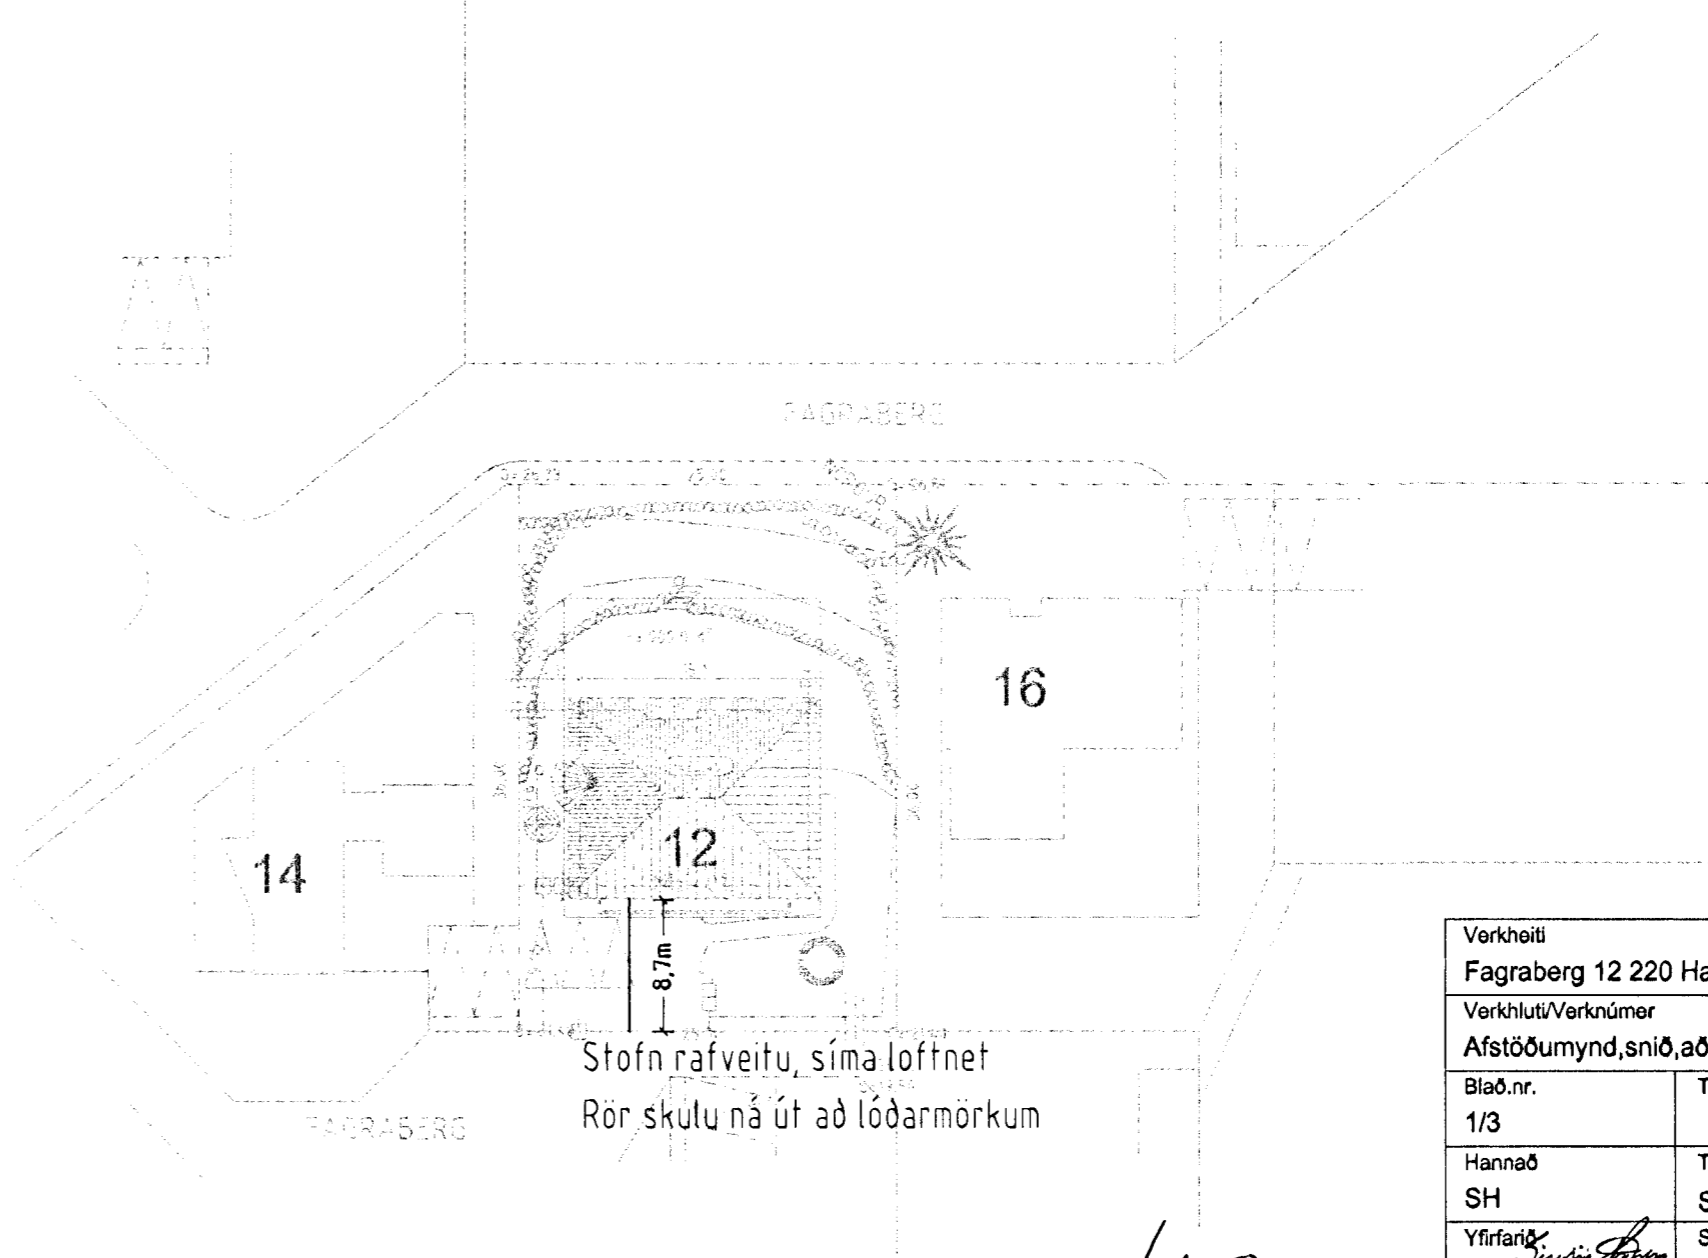 FAGRABERG
16
12
14
8,7m
Stofn rafveitu, síma loftnet
Rör skulu ná út að lóðarmörkum
FAGRABERG
Verkheiti
Fagraberg 12 220 Ha
Verkhluti/Verknúmer
Afstöðumynd,snið,að
Blað.nr. T
1/3
Hannað T
SH S
Yfirfarið S